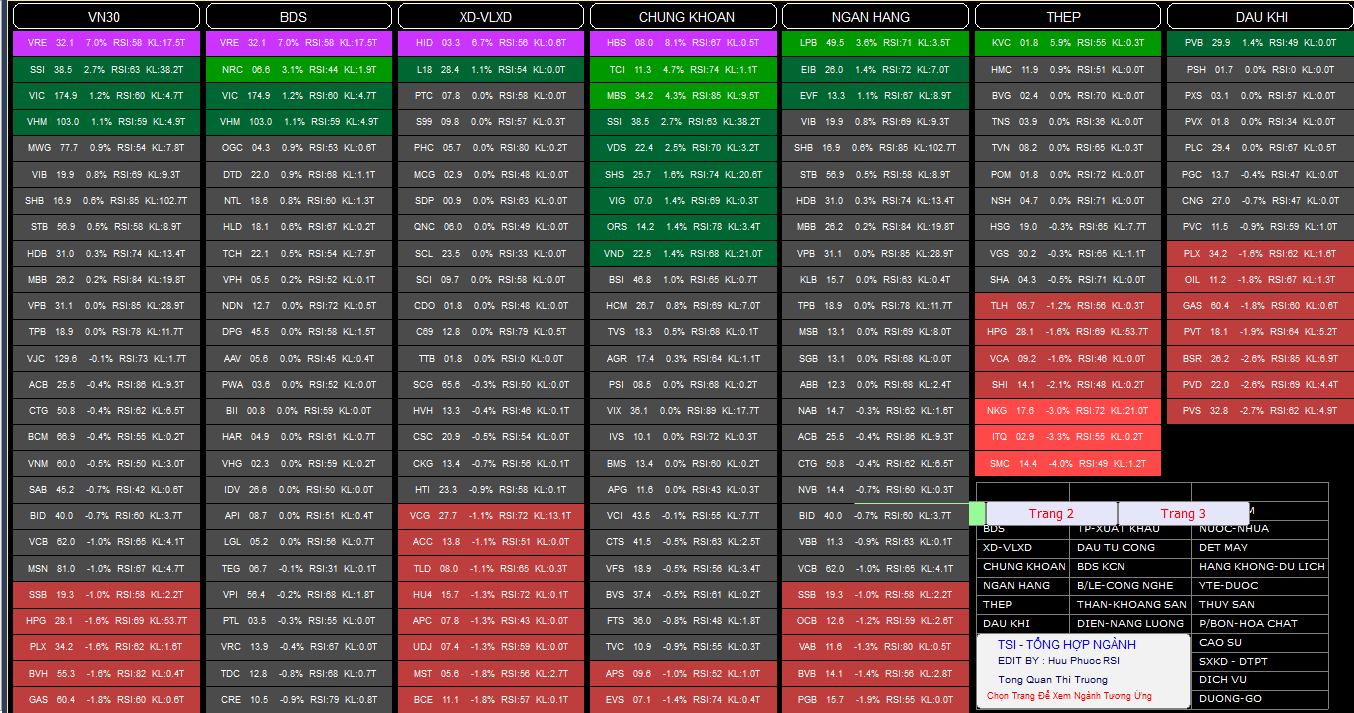 VN30
VRE 32.1 7.0% RSI:58 KL:17.5T
SSI 38.5 2.7% RSI:63 KL:38.2T
VIC 174.9 1.2% RSI:60 KL:4.7T
VHM 103.0 1.1% RSI:59 KL:4.9T
MWG 77.7 0.9% RSI:54 KL:7.8T
VIB 19.9 0.8% RSI:69 KL:9.3T
SHB 16.9 0.6% RSI:85 KL:102.7T
STB 56.9 0.5% RSI:58 KL:8.9T
HDB 31.0 0.3% RSI:74 KL:13.4T
MBB 26.2 0.2% RSI:84 KL:19.8T
VPB 31.1 0.0% RSI:85 KL:28.9T
TPB 18.9 0.0% RSI:78 KL:11.7T
VJC 129.6 -0.1% RSI:73 KL:1.7T
ACB 25.5 -0.4% RSI:86 KL:9.3T
CTG 50.8 -0.4% RSI:62 KL:6.5T
BCM 66.9 -0.4% RSI:55 KL:0.2T
VNM 60.0 -0.5% RSI:50 KL:3.0T
SAB 45.2 -0.7% RSI:42 KL:0.6T
BID 40.0 -0.7% RSI:60 KL:3.7T
VCB 62.0 -1.0% RSI:65 KL:4.1T
MSN 81.0 -1.0% RSI:67 KL:4.7T
SSB 19.3 -1.0% RSI:58 KL:2.2T
HPG 28.1 -1.6% RSI:69 KL:53.7T
PLX 34.2 -1.6% RSI:62 KL:1.6T
BVH 55.3 -1.6% RSI:82 KL:0.4T
GAS 60.4 -1.8% RSI:60 KL:0.6T
BDS
VRE 32.1 7.0% RSI:58 KL:17.5T
NRC 06.6 3.1% RSI:44 KL:1.9T
VIC 174.9 1.2% RSI:60 KL:4.7T
VHM 103.0 1.1% RSI:59 KL:4.9T
OGC 04.3 0.9% RSI:53 KL:0.6T
DTD 22.0 0.9% RSI:68 KL:1.1T
NTL 18.6 0.8% RSI:60 KL:1.3T
HLD 18.1 0.6% RSI:67 KL:0.2T
TCH 22.1 0.5% RSI:54 KL:7.9T
VPH 05.5 0.2% RSI:52 KL:0.1T
NDN 12.7 0.0% RSI:72 KL:0.5T
DPG 45.5 0.0% RSI:58 KL:1.5T
AAV 05.6 0.0% RSI:45 KL:0.4T
PWA 03.6 0.0% RSI:52 KL:0.0T
BII 00.8 0.0% RSI:59 KL:0.0T
HAR 04.9 0.0% RSI:61 KL:0.7T
VHG 02.3 0.0% RSI:59 KL:0.2T
IDV 26.6 0.0% RSI:50 KL:0.0T
API 08.7 0.0% RSI:51 KL:0.4T
LGL 05.2 0.0% RSI:56 KL:0.7T
TEG 06.7 -0.1% RSI:31 KL:0.1T
VPI 56.4 -0.2% RSI:68 KL:1.8T
PTL 03.5 -0.3% RSI:55 KL:0.0T
VRC 13.9 -0.4% RSI:67 KL:0.0T
TDC 12.8 -0.8% RSI:68 KL:0.7T
CRE 10.5 -0.9% RSI:79 KL:0.8T
XD-VLXD
HID 03.3 6.7% RSI:56 KL:0.6T
L18 28.4 1.1% RSI:54 KL:0.0T
PTC 07.8 0.0% RSI:58 KL:0.0T
S99 09.8 0.0% RSI:57 KL:0.3T
PHC 05.7 0.0% RSI:80 KL:0.2T
MCG 02.9 0.0% RSI:48 KL:0.0T
SDP 00.9 0.0% RSI:63 KL:0.0T
QNC 06.0 0.0% RSI:49 KL:0.0T
SCL 23.5 0.0% RSI:33 KL:0.0T
SCI 09.7 0.0% RSI:58 KL:0.0T
CDO 01.8 0.0% RSI:48 KL:0.0T
C69 12.8 0.0% RSI:79 KL:0.5T
TTB 01.8 0.0% RSI:0 KL:0.0T
SCG 65.6 -0.3% RSI:50 KL:0.0T
HVH 13.3 -0.4% RSI:46 KL:0.1T
CSC 20.9 -0.5% RSI:54 KL:0.0T
CKG 13.4 -0.7% RSI:56 KL:0.1T
HTI 23.3 -0.9% RSI:58 KL:0.1T
VCG 27.7 -1.1% RSI:72 KL:13.1T
ACC 13.8 -1.1% RSI:51 KL:0.0T
TLD 08.0 -1.1% RSI:65 KL:0.3T
HU4 15.7 -1.3% RSI:72 KL:0.1T
APC 07.8 -1.3% RSI:43 KL:0.0T
UDJ 07.4 -1.3% RSI:59 KL:0.0T
MST 05.6 -1.8% RSI:56 KL:2.7T
BCE 11.1 -1.8% RSI:57 KL:0.1T
CHUNG KHOAN
HBS 08.0 8.1% RSI:67 KL:0.5T
TCI 11.3 4.7% RSI:74 KL:1.1T
MBS 34.2 4.3% RSI:85 KL:9.5T
SSI 38.5 2.7% RSI:63 KL:38.2T
VDS 22.4 2.5% RSI:70 KL:3.2T
SHS 25.7 1.6% RSI:74 KL:20.6T
VIG 07.0 1.4% RSI:69 KL:0.3T
ORS 14.2 1.4% RSI:78 KL:3.4T
VND 22.5 1.4% RSI:68 KL:21.0T
BSI 46.8 1.0% RSI:65 KL:0.7T
HCM 26.7 0.8% RSI:69 KL:7.0T
TVS 18.3 0.5% RSI:68 KL:0.1T
AGR 17.4 0.3% RSI:64 KL:1.1T
PSI 08.5 0.0% RSI:68 KL:0.2T
VIX 36.1 0.0% RSI:89 KL:17.7T
IVS 10.1 0.0% RSI:72 KL:0.3T
BMS 13.4 0.0% RSI:60 KL:0.2T
APG 11.6 0.0% RSI:43 KL:0.3T
VCI 43.5 -0.1% RSI:55 KL:7.7T
CTS 41.5 -0.5% RSI:63 KL:2.5T
VFS 18.9 -0.5% RSI:56 KL:3.4T
BVS 37.4 -0.5% RSI:61 KL:0.2T
FTS 36.0 -0.8% RSI:48 KL:1.8T
TVC 10.9 -0.9% RSI:55 KL:0.3T
APS 09.6 -1.0% RSI:52 KL:1.0T
EVS 07.1 -1.4% RSI:74 KL:0.4T
NGAN HANG
LPB 49.5 3.6% RSI:71 KL:3.5T
EIB 26.0 1.4% RSI:72 KL:7.0T
EVF 13.3 1.1% RSI:67 KL:8.9T
VIB 19.9 0.8% RSI:69 KL:9.3T
SHB 16.9 0.6% RSI:85 KL:102.7T
STB 56.9 0.5% RSI:58 KL:8.9T
HDB 31.0 0.3% RSI:74 KL:13.4T
MBB 26.2 0.2% RSI:84 KL:19.8T
VPB 31.1 0.0% RSI:85 KL:28.9T
KLB 15.7 0.0% RSI:63 KL:0.4T
TPB 18.9 0.0% RSI:78 KL:11.7T
MSB 13.1 0.0% RSI:69 KL:8.0T
SGB 13.1 0.0% RSI:68 KL:0.0T
ABB 12.3 0.0% RSI:68 KL:2.4T
NAB 14.7 -0.3% RSI:62 KL:1.6T
ACB 25.5 -0.4% RSI:86 KL:9.3T
CTG 50.8 -0.4% RSI:62 KL:6.5T
NVB 14.4 -0.7% RSI:60 KL:0.3T
BID 40.0 -0.7% RSI:60 KL:3.7T
VBB 11.3 -0.9% RSI:63 KL:0.1T
VCB 62.0 -1.0% RSI:65 KL:4.1T
SSB 19.3 -1.0% RSI:58 KL:2.2T
OCB 12.6 -1.2% RSI:59 KL:2.6T
VAB 11.6 -1.3% RSI:80 KL:0.5T
BVB 14.1 -1.4% RSI:56 KL:2.8T
PGB 15.7 -1.9% RSI:55 KL:0.0T
THEP
KVC 01.8 5.9% RSI:55 KL:0.3T
HMC 11.9 0.9% RSI:51 KL:0.0T
BVG 02.4 0.0% RSI:70 KL:0.0T
TNS 03.9 0.0% RSI:36 KL:0.0T
TVN 08.2 0.0% RSI:65 KL:0.3T
POM 01.8 0.0% RSI:72 KL:0.0T
NSH 04.7 0.0% RSI:71 KL:0.0T
HSG 19.0 -0.3% RSI:65 KL:7.7T
VGS 30.2 -0.3% RSI:65 KL:1.1T
SHA 04.3 -0.5% RSI:71 KL:0.0T
TLH 05.7 -1.2% RSI:56 KL:0.3T
HPG 28.1 -1.6% RSI:69 KL:53.7T
VCA 09.2 -1.6% RSI:46 KL:0.0T
SHI 14.1 -2.1% RSI:48 KL:0.2T
NKG 17.6 -3.0% RSI:72 KL:21.0T
ITQ 02.9 -3.3% RSI:55 KL:0.2T
SMC 14.4 -4.0% RSI:49 KL:1.2T
DAU KHI
PVB 29.9 1.4% RSI:49 KL:0.0T
PSH 01.7 0.0% RSI:0 KL:0.0T
PXS 03.1 0.0% RSI:57 KL:0.0T
PVX 01.8 0.0% RSI:34 KL:0.0T
PLC 29.4 0.0% RSI:67 KL:0.5T
PGC 13.7 -0.4% RSI:47 KL:0.0T
CNG 27.0 -0.7% RSI:47 KL:0.0T
PVC 11.5 -0.9% RSI:59 KL:1.0T
PLX 34.2 -1.6% RSI:62 KL:1.6T
OIL 11.2 -1.8% RSI:67 KL:1.3T
GAS 60.4 -1.8% RSI:60 KL:0.6T
PVT 18.1 -1.9% RSI:64 KL:5.2T
BSR 26.2 -2.6% RSI:85 KL:6.9T
PVD 22.0 -2.6% RSI:69 KL:4.4T
PVS 32.8 -2.7% RSI:62 KL:4.9T
Trang 2 Trang 3
BDS TP-XUAT KHAU NUOC-NHUA
XD-VLXD DAU TU CONG DET MAY
CHUNG KHOAN BDS KCN HANG KHONG-DU LICH
NGAN HANG B/LE-CONG NGHE YTE-DUOC
THEP THAN-KHOANG SAN THUY SAN
DAU KHI DIEN-NANG LUONG P/BON-HOA CHAT
CAO SU
SXKD - DTPT
DICH VU
DUONG-GO
TSI - TỔNG HỢP NGÀNH
EDIT BY : Huu Phuoc RSI
Tong Quan Thi Truong
Chọn Trang Để Xem Ngành Tương Ứng